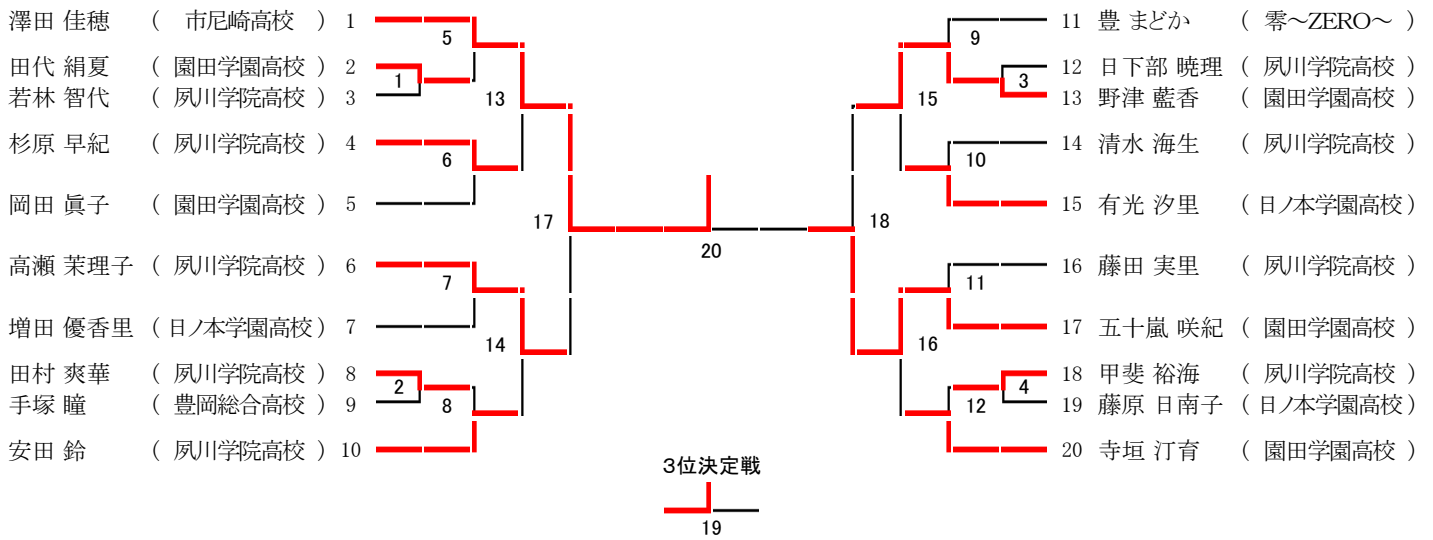 澤田 佳穂 ( 市尼崎高校 ) 1
田代 絹夏 ( 園田学園高校 ) 2
若林 智代 ( 夙川学院高校 ) 3
杉原 早紀 ( 夙川学院高校 ) 4
岡田 眞子 ( 園田学園高校 ) 5
高瀬 茉理子 ( 夙川学院高校 ) 6
増田 優香里 ( 日ノ本学園高校 ) 7
田村 爽華 ( 夙川学院高校 ) 8
手塚 瞳 ( 豊岡総合高校 ) 9
安田 鈴 ( 夙川学院高校 ) 10
5
1
13
6
17
7
14
2
8
20
3位決定戦
19
9
3
15
10
18
11
16
4
12
11 豊 まどか ( 零~ZERO~ )
12 日下部 暁理 ( 夙川学院高校 )
13 野津 藍香 ( 園田学園高校 )
14 清水 海生 ( 夙川学院高校 )
15 有光 汐里 ( 日ノ本学園高校 )
16 藤田 実里 ( 夙川学院高校 )
17 五十嵐 咲紀 ( 園田学園高校 )
18 甲斐 裕海 ( 夙川学院高校 )
19 藤原 日南子 ( 日ノ本学園高校 )
20 寺垣 汀育 ( 園田学園高校 )